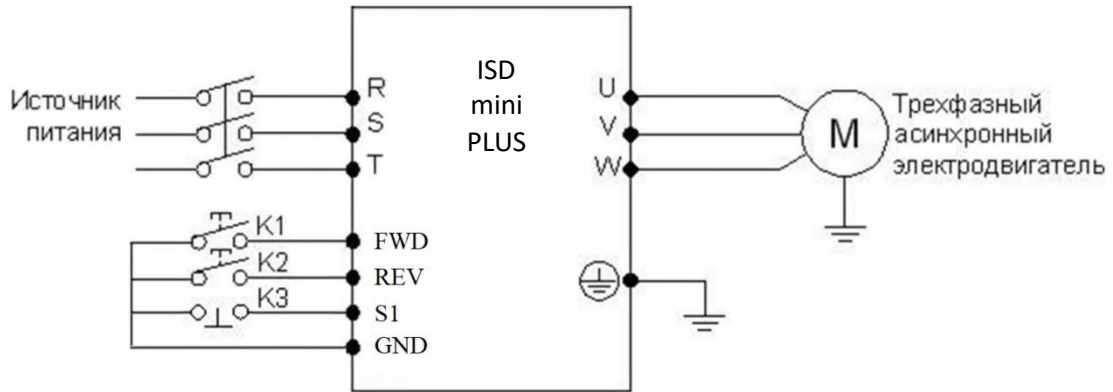 ISD
mini
PLUS
Источник
питания
R
S
T
U
V
W
M
Трехфазный
асинхронный
электродвигатель
K1
FWD
K2
REV
K3
S1
GND